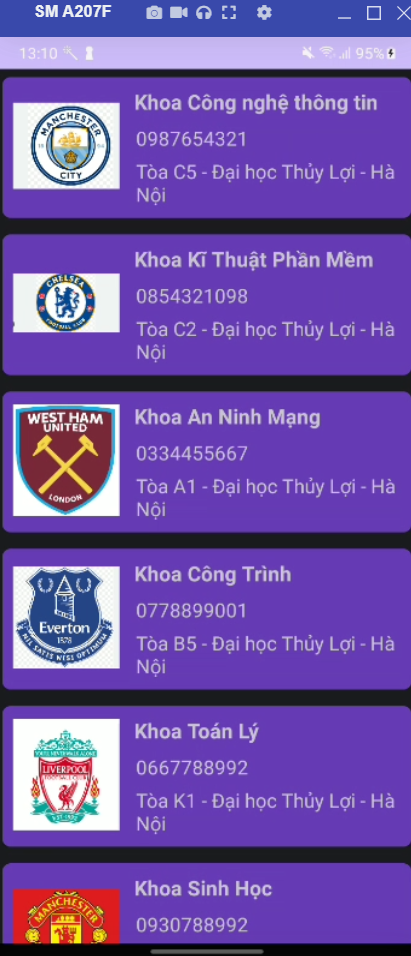 SM A207F
13:10
95%
Khoa Công nghệ thông tin
0987654321
Tòa C5 - Đại học Thủy Lợi - Hà
Nội
MANCHESTER
18 94
CITY
Khoa Kĩ Thuật Phần Mềm
0854321098
Tòa C2 - Đại học Thủy Lợi - Hà
Nội
CHELSEA
FOOTBALL CLUB
Khoa An Ninh Mạng
0334455667
Tòa A1 - Đại học Thủy Lợi - Hà
Nội
WEST HAM
UNITED
LONDON
Khoa Công Trình
0778899001
Tòa B5 - Đại học Thủy Lợi - Hà
Nội
Everton
1878
NIL SATIS NISI OPTIMUM
Khoa Toán Lý
0667788992
Tòa K1 - Đại học Thủy Lợi - Hà
Nội
YOU'LL NEVER WALK ALONE
LIVERPOOL
FOOTBALL CLUB
EST·1892
Khoa Sinh Học
0930788992
MANCHESTER